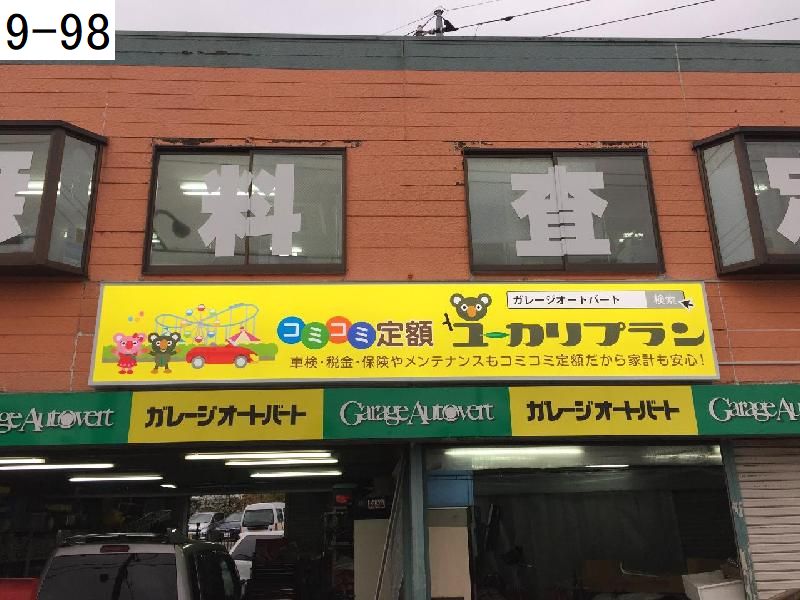 9-98
無料査定
ガレージオートバート 検索
コミコミ定額 ユーカリプラン
車検・税金・保険やメンテナンスもコミコミ定額だから家計も安心!
ge Autovert ガレージオートバート Garage Autovert ガレージオートバート Garage Au